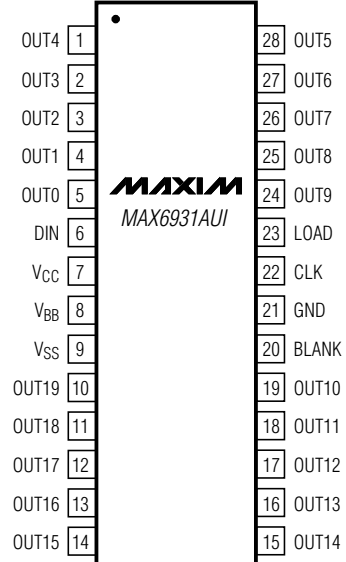 OUT4 1 28 OUT5
OUT3 2 27 OUT6
OUT2 3 26 OUT7
OUT1 4 25 OUT8
OUT0 5 MAXIM 24 OUT9
DIN 6 MAX6931AUI 23 LOAD
VCC 7 22 CLK
VBB 8 21 GND
VSS 9 20 BLANK
OUT19 10 19 OUT10
OUT18 11 18 OUT11
OUT17 12 17 OUT12
OUT16 13 16 OUT13
OUT15 14 15 OUT14